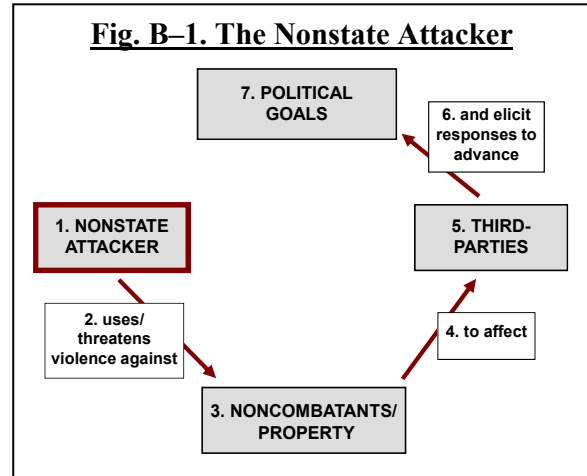 Fig. B–1. The Nonstate Attacker
1. NONSTATE
ATTACKER
2. uses/
threatens
violence against
3. NONCOMBATANTS/
PROPERTY
4. to affect
5. THIRD-
PARTIES
6. and elicit
responses to
advance
7. POLITICAL
GOALS